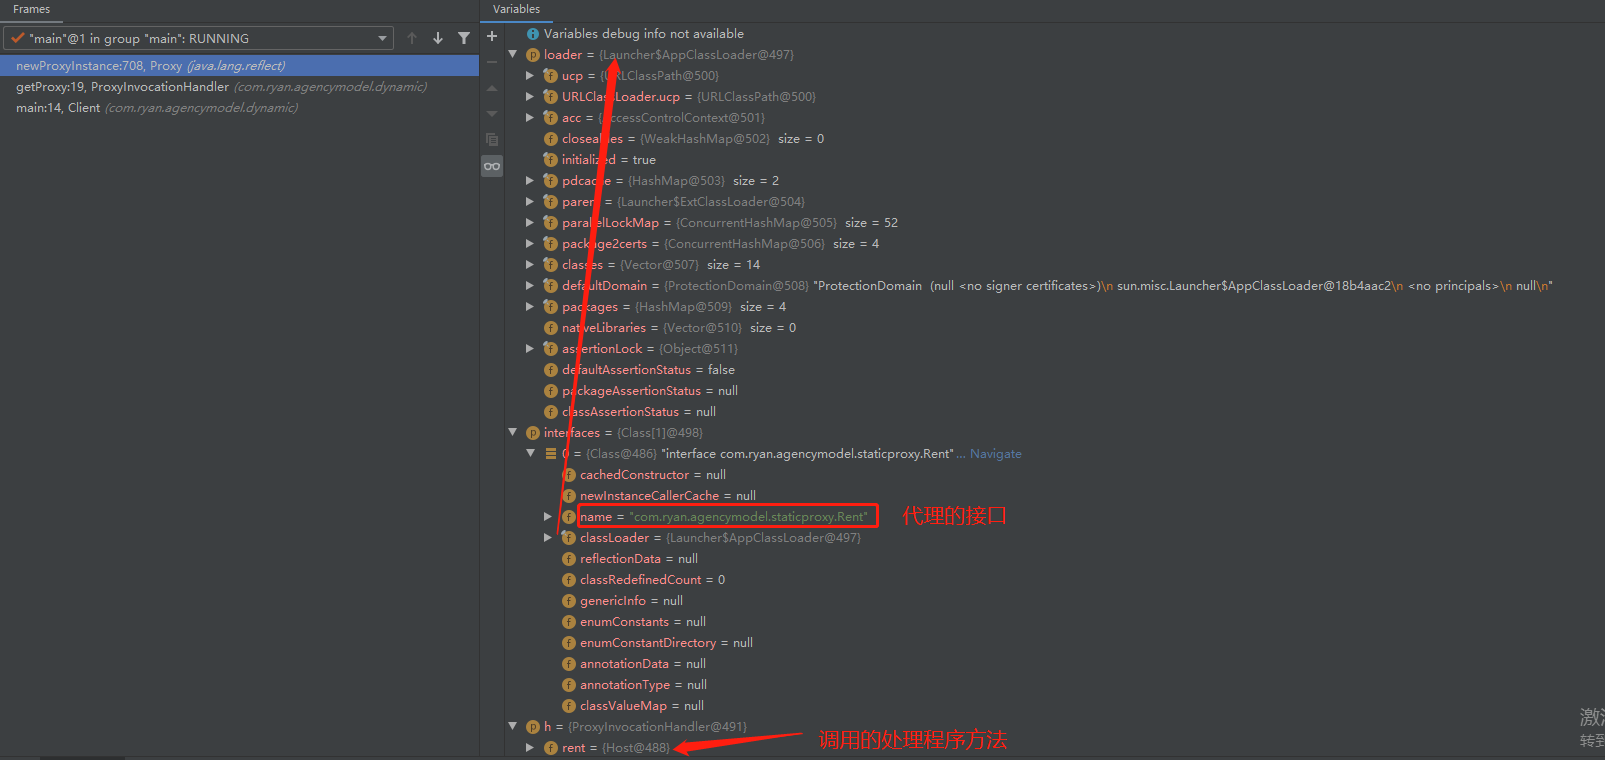 Frames
Variables
"main"@1 in group "main": RUNNING
newProxyInstance:708, Proxy (java.lang.reflect)
getProxy:19, ProxyInvocationHandler (com.ryan.agencymodel.dynamic)
main:14, Client (com.ryan.agencymodel.dynamic)
Variables debug info not available
loader = {Launcher$AppClassLoader@497}
ucp = {URLClassPath@500}
URLClassLoader.ucp = {URLClassPath@500}
acc = {AccessControlContext@501}
closeables = {WeakHashMap@502} size = 0
initialized = true
pdcache = {HashMap@503} size = 2
parent = {Launcher$ExtClassLoader@504}
parallelLockMap = {ConcurrentHashMap@505} size = 52
package2certs = {ConcurrentHashMap@506} size = 4
classes = {Vector@507} size = 14
defaultDomain = {ProtectionDomain@508} "ProtectionDomain (null <no signer certificates>)\n sun.misc.Launcher$AppClassLoader@18b4aac2\n <no principals>\n null\n"
packages = {HashMap@509} size = 4
nativeLibraries = {Vector@510} size = 0
assertionLock = {Object@511}
defaultAssertionStatus = false
packageAssertionStatus = null
classAssertionStatus = null
interfaces = {Class[1]@498}
0 = {Class@486} "interface com.ryan.agencymodel.staticproxy.Rent" ... Navigate
cachedConstructor = null
newInstanceCallerCache = null
name = "com.ryan.agencymodel.staticproxy.Rent" 代理的接口
classLoader = {Launcher$AppClassLoader@497}
reflectionData = null
classRedefinedCount = 0
genericInfo = null
enumConstants = null
enumConstantDirectory = null
annotationData = null
annotationType = null
classValueMap = null
h = {ProxyInvocationHandler@491}
rent = {Host@488} 调用的处理程序方法
转到